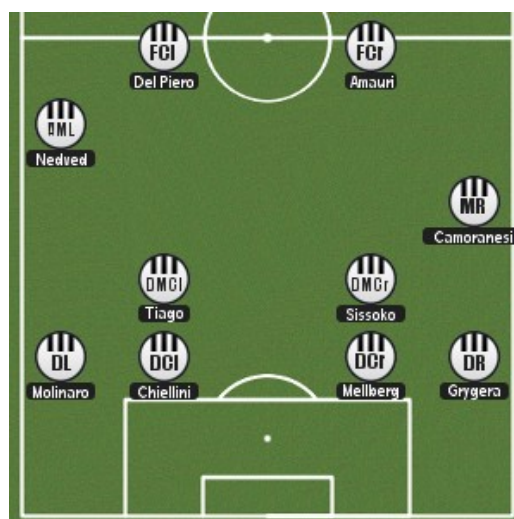 FCl
FCr
Del Piero
Amauri
AML
Nedved
MR
Camoranesi
DMCl
DMCr
Tiago
Sissoko
DL
DCl
DCr
DR
Molinaro
Chiellini
Mellberg
Grygera